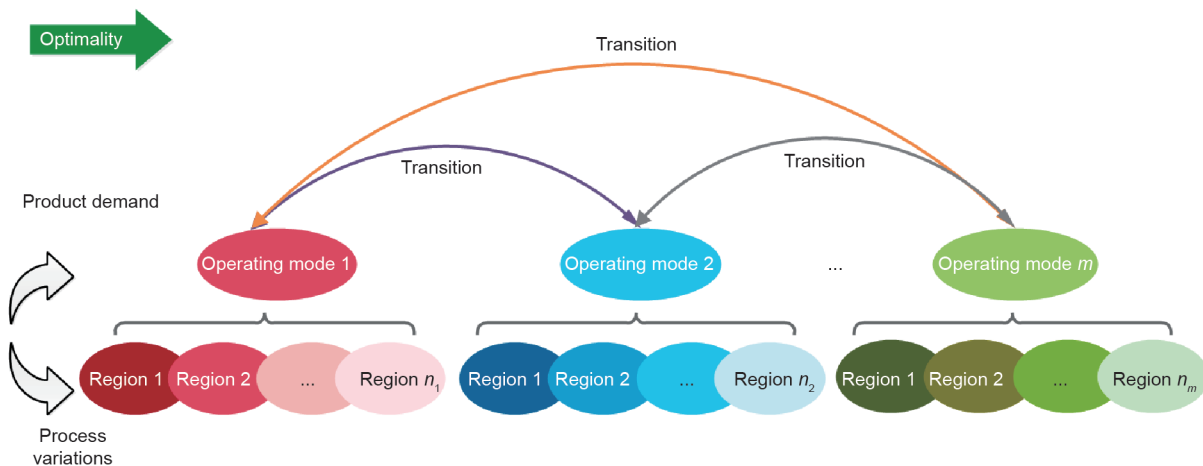 Optimality
Transition
Transition
Transition
Product demand
Operating mode 1
Operating mode 2
...
Operating mode m
Region 1
Region 2
...
Region n1
Region 1
Region 2
...
Region n2
Region 1
Region 2
...
Region nm
Process
variations